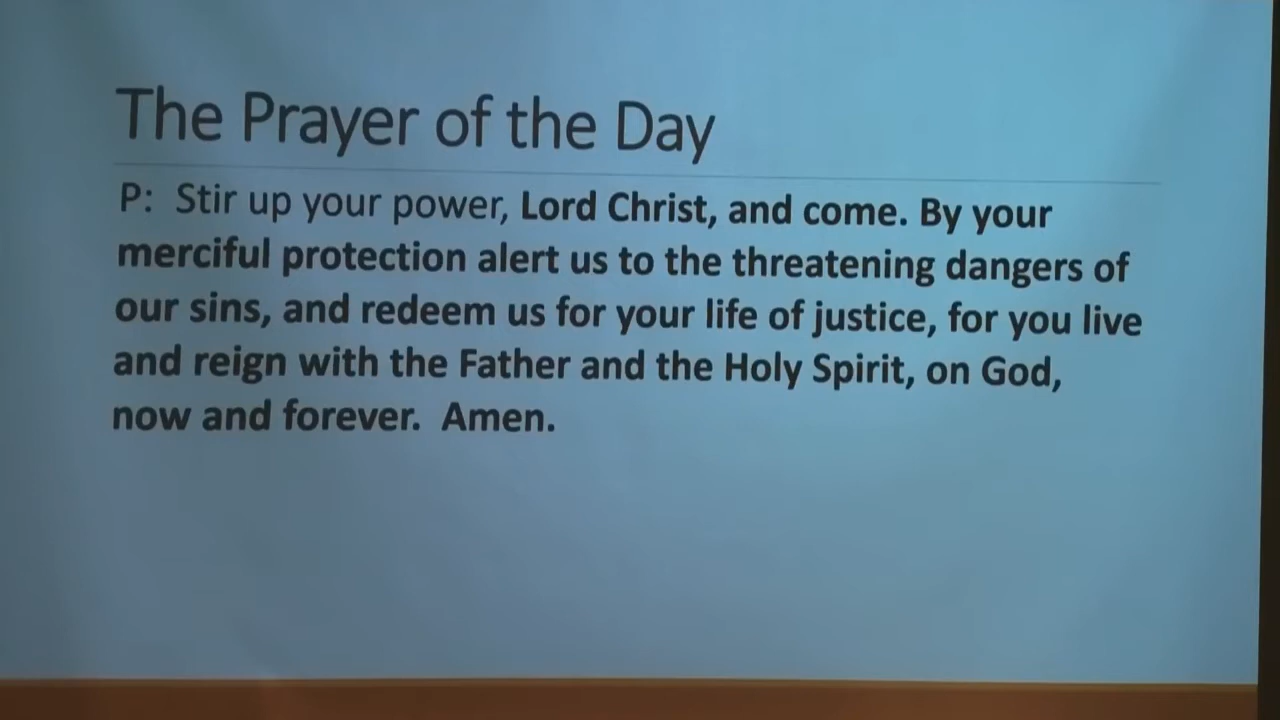 The Prayer of the Day
P: Stir up your power, Lord Christ, and come. By your
merciful protection alert us to the threatening dangers of
our sins, and redeem us for your life of justice, for you live
and reign with the Father and the Holy Spirit, on God,
now and forever. Amen.